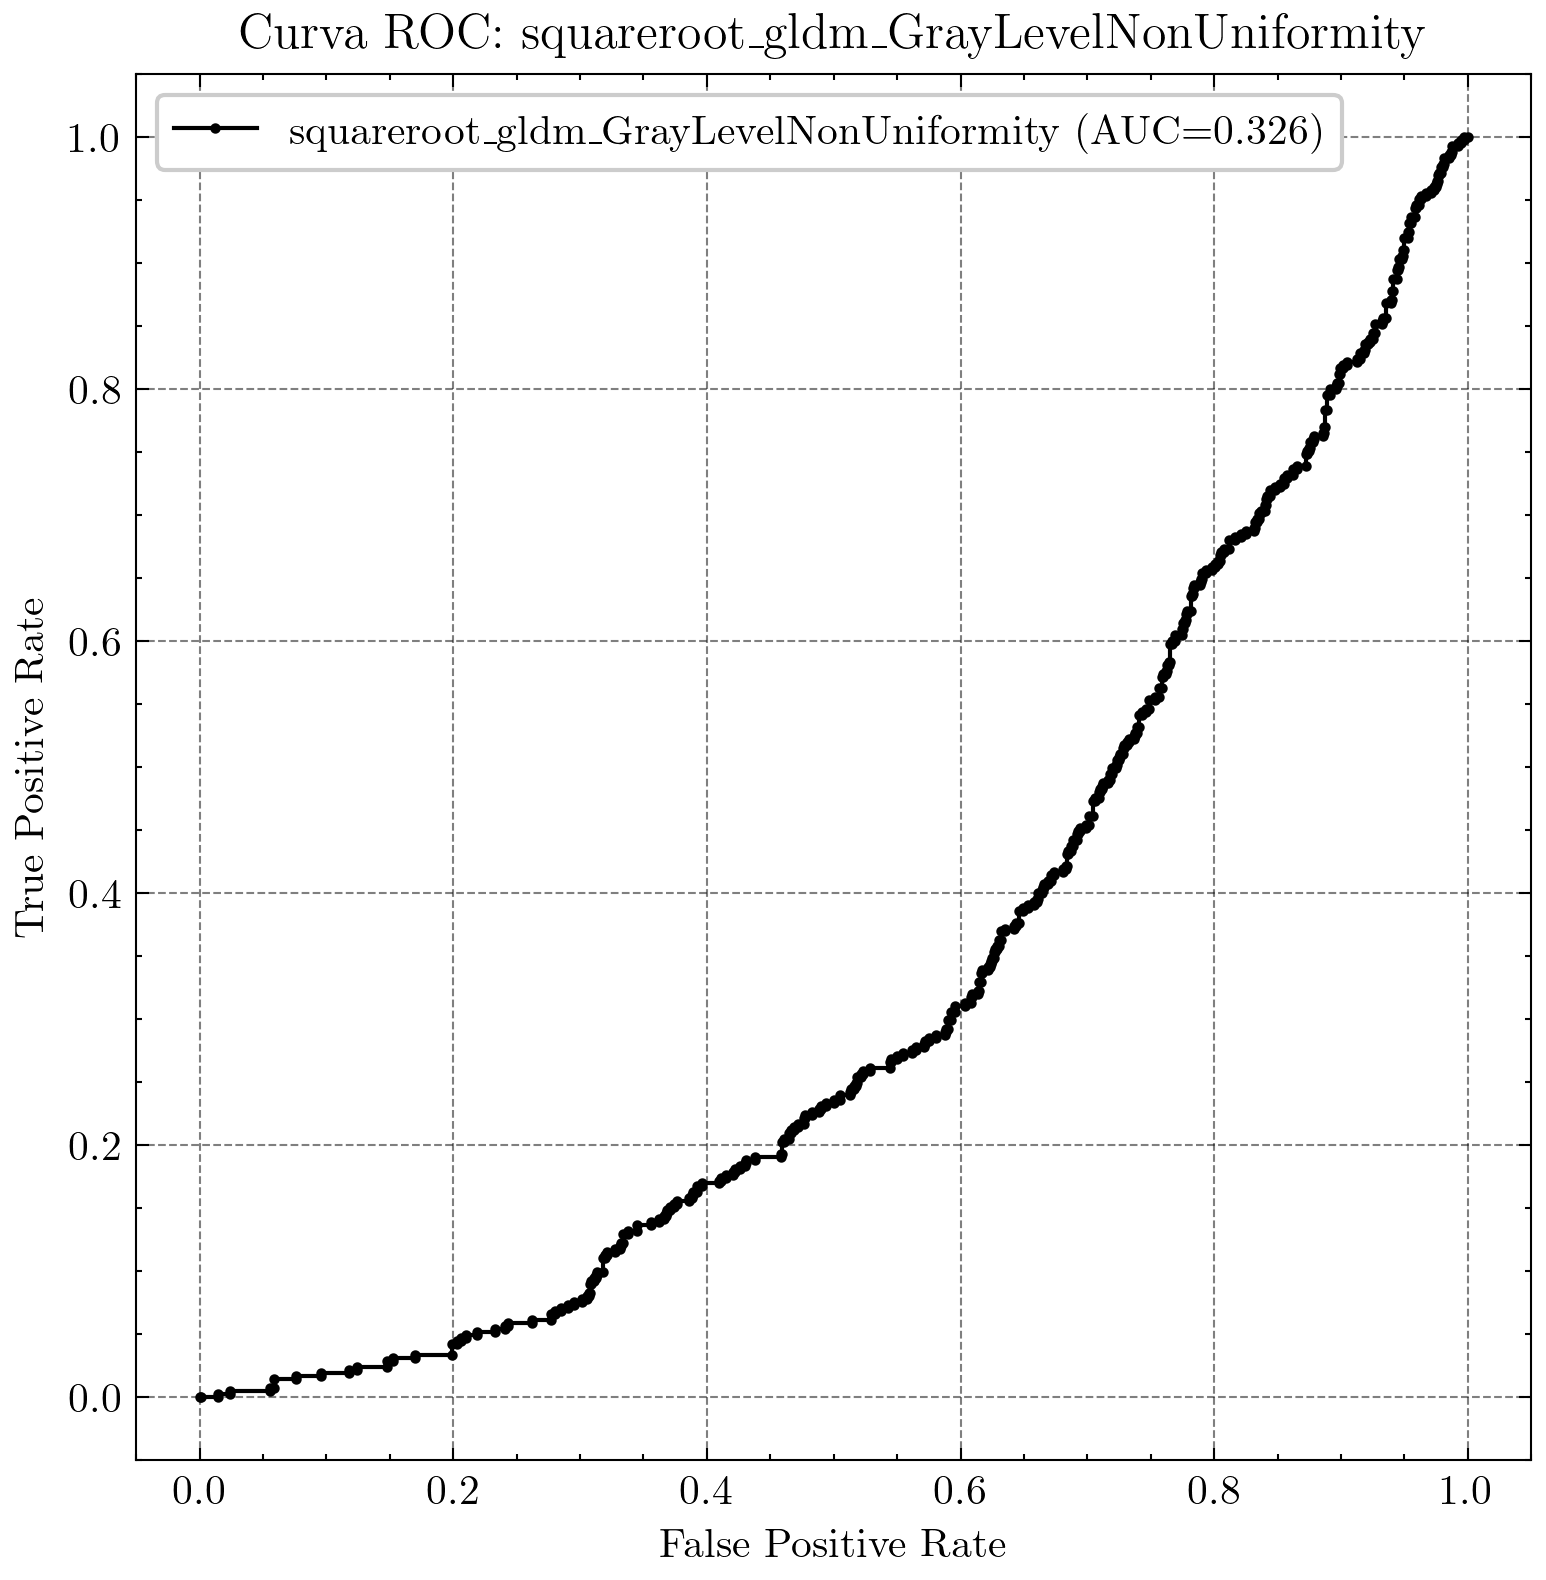 Curva ROC: squareroot_gldm_GrayLevelNonUniformity
squareroot_gldm_GrayLevelNonUniformity (AUC=0.326)
1.0
0.8
0.6
0.4
0.2
0.0
True Positive Rate
0.0 0.2 0.4 0.6 0.8 1.0
False Positive Rate